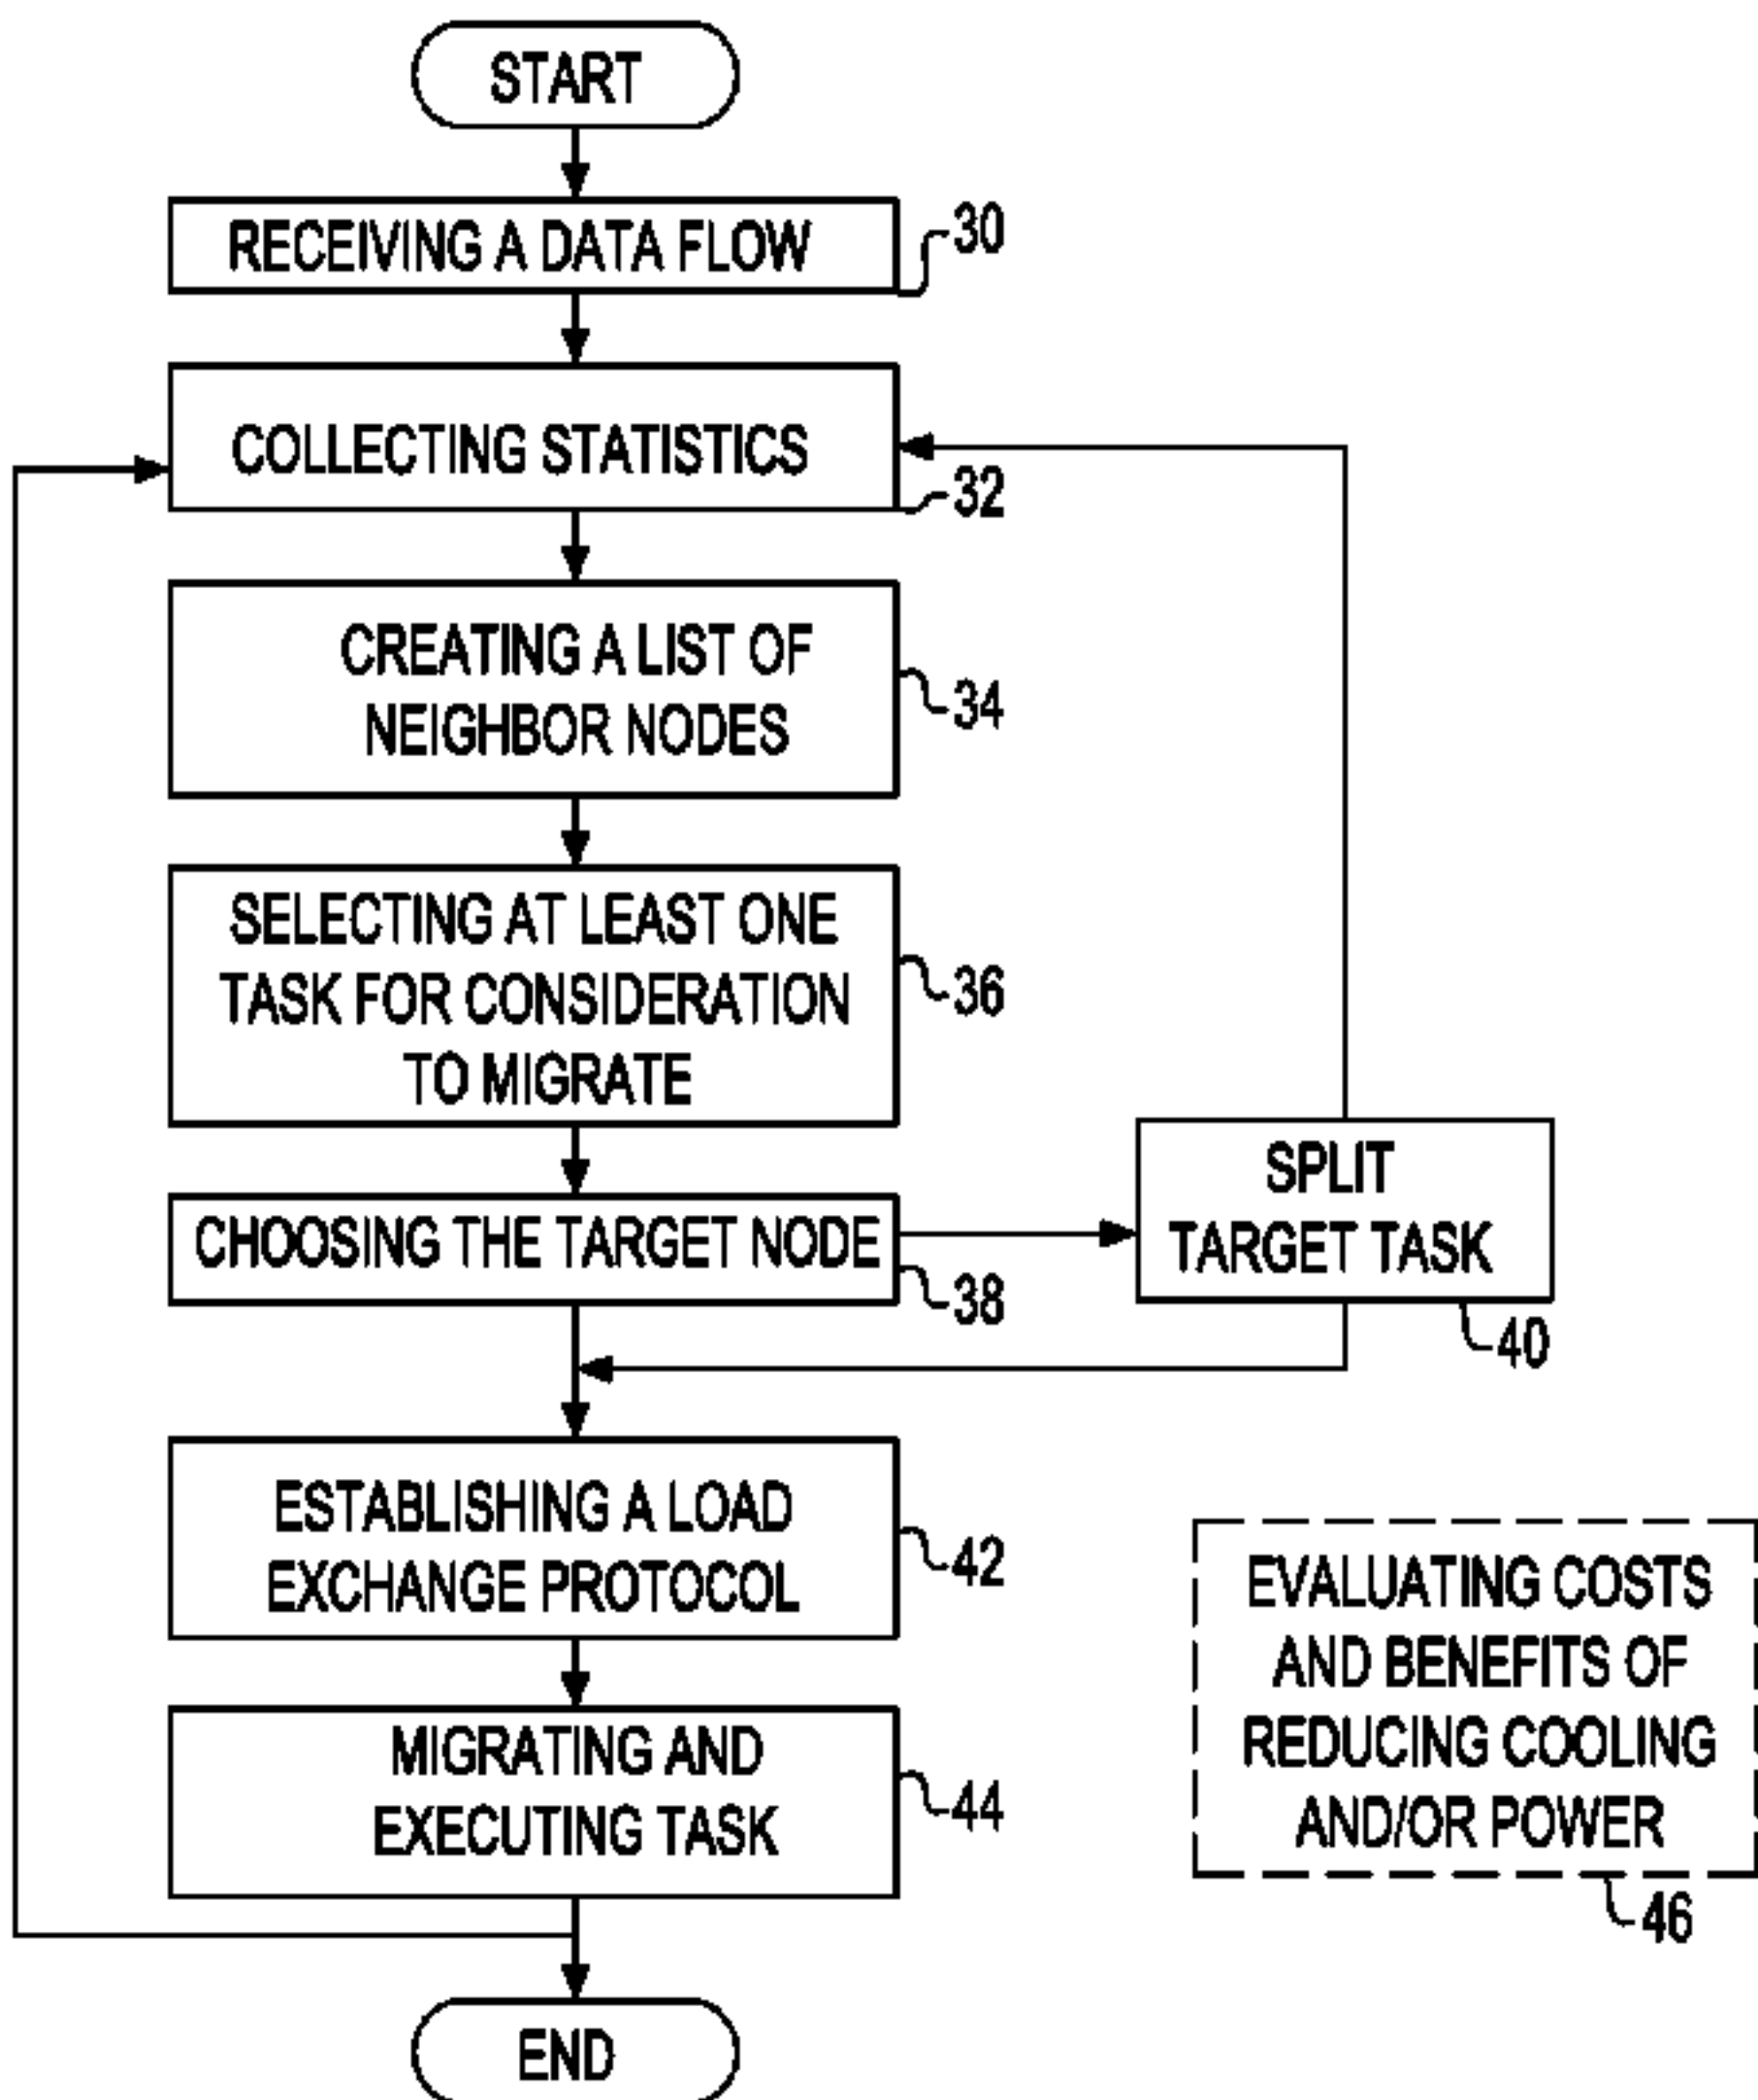 START
RECEIVING A DATA FLOW
30
COLLECTING STATISTICS
32
CREATING A LIST OF
NEIGHBOR NODES
34
SELECTING AT LEAST ONE
TASK FOR CONSIDERATION
TO MIGRATE
36
CHOOSING THE TARGET NODE
38
SPLIT
TARGET TASK
40
ESTABLISHING A LOAD
EXCHANGE PROTOCOL
42
MIGRATING AND
EXECUTING TASK
44
EVALUATING COSTS
AND BENEFITS OF
REDUCING COOLING
AND/OR POWER
46
END